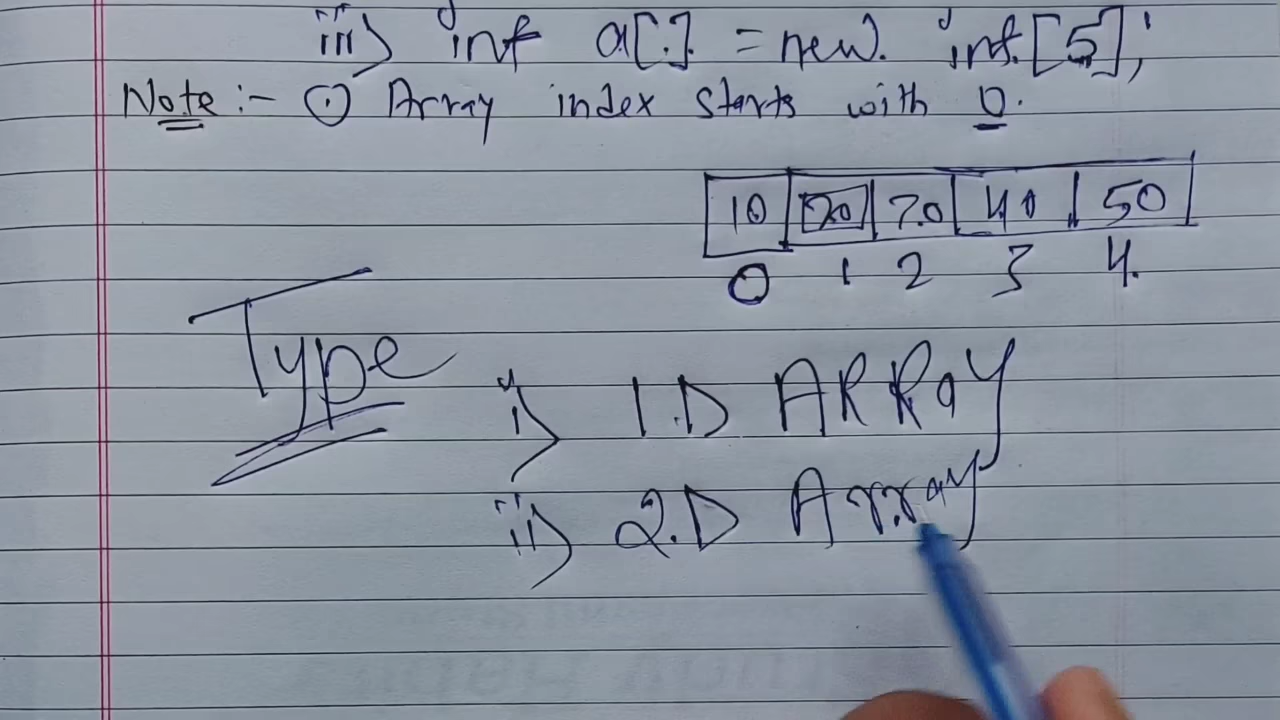 iii) int a[.] = new. int.[5];
Note :- ① Array index starts with 0.
10 20 70 40 50
0 1 2 3 4.
Type
i) 1.D ARRay
ii) 2.D Array